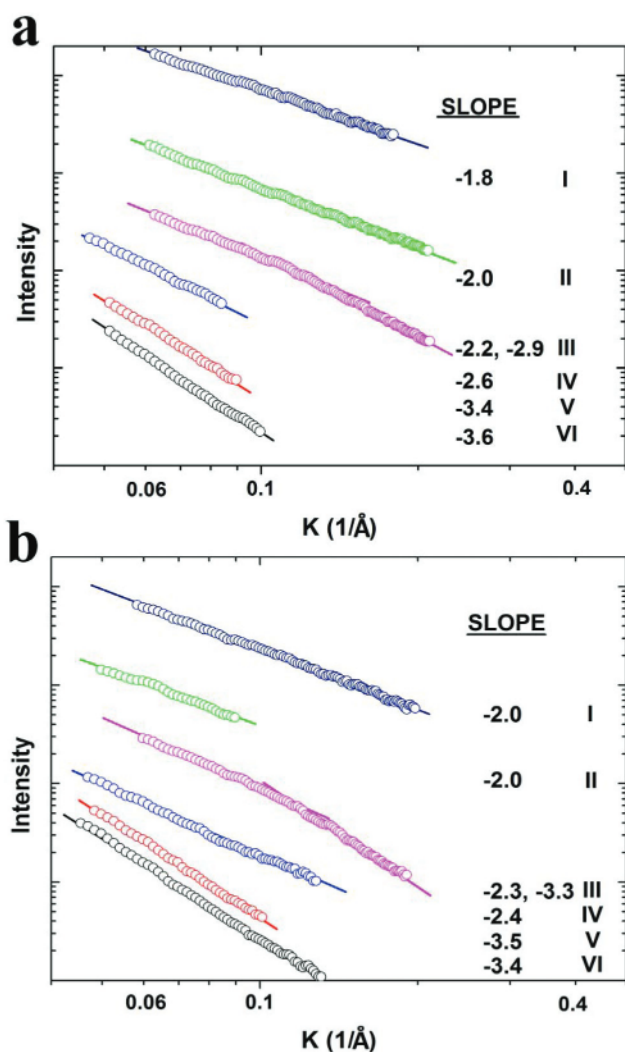 a
SLOPE
-1.8 I
-2.0 II
-2.2, -2.9 III
-2.6 IV
-3.4 V
-3.6 VI
Intensity
0.06 0.1 0.4
K (1/Å)
b
SLOPE
-2.0 I
-2.0 II
-2.3, -3.3 III
-2.4 IV
-3.5 V
-3.4 VI
Intensity
0.06 0.1 0.4
K (1/Å)